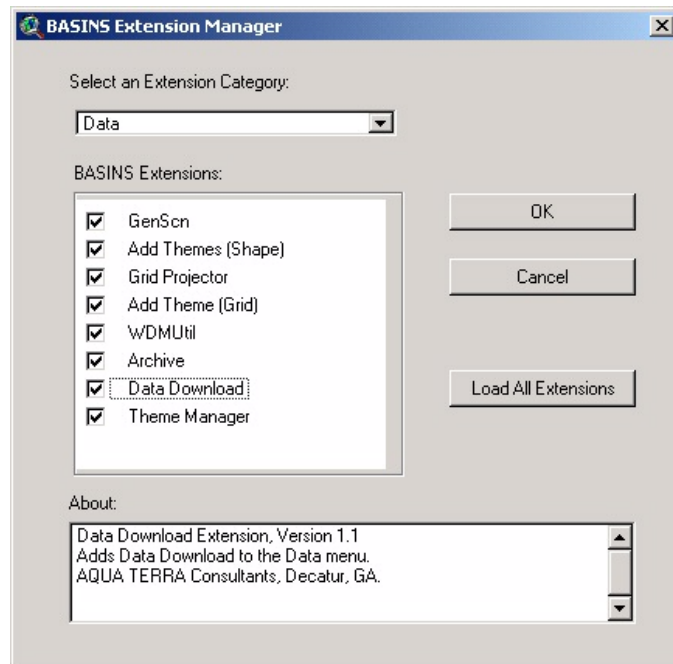 BASINS Extension Manager
Select an Extension Category:
Data
BASINS Extensions:
GenScn
Add Themes (Shape)
Grid Projector
Add Theme (Grid)
WDMUtil
Archive
Data Download
Theme Manager
OK
Cancel
Load All Extensions
About:
Data Download Extension, Version 1.1
Adds Data Download to the Data menu.
AQUA TERRA Consultants, Decatur, GA.